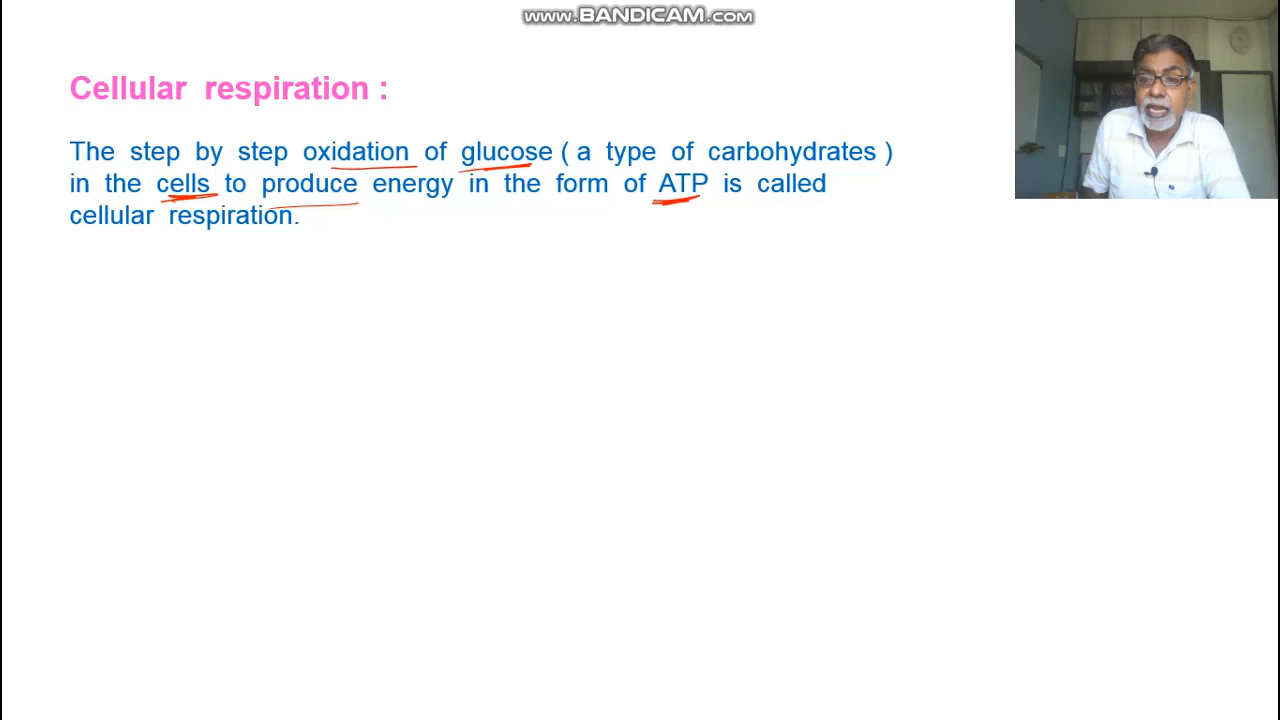 WWW.BANDICAM.COM
Cellular respiration :
The step by step oxidation of glucose ( a type of carbohydrates )
in the cells to produce energy in the form of ATP is called
cellular respiration.